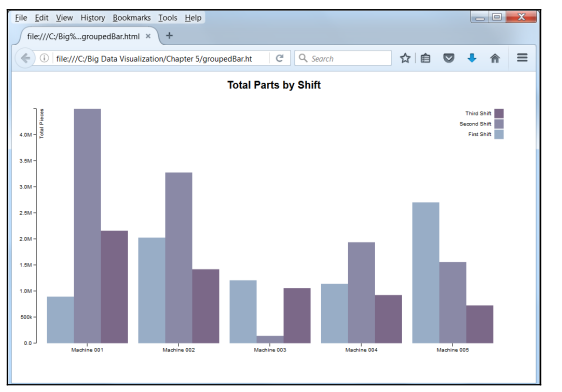 File Edit View History Bookmarks Tools Help
file:///C:/Big%...groupedBar.html × +
file:///C:/Big Data Visualization/Chapter 5/groupedBar.ht
Search
Total Parts by Shift
Total Pieces
Third Shift
Second Shift
First Shift
4.0M
3.5M
3.0M
2.5M
2.0M
1.5M
1.0M
500k
0.0
Machine 001 Machine 002 Machine 003 Machine 004 Machine 005